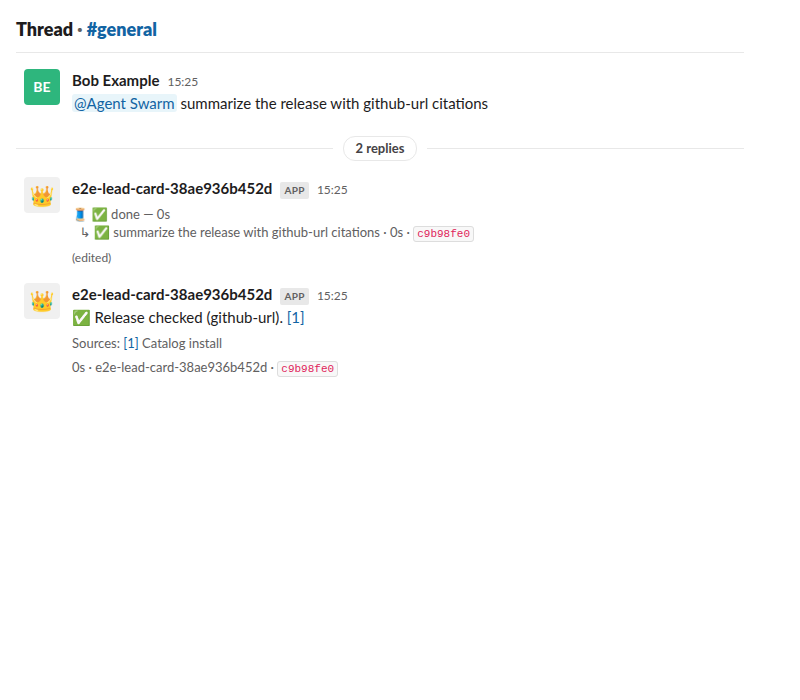 Thread • #general
BE
Bob Example 15:25
@Agent Swarm summarize the release with github-url citations
2 replies
e2e-lead-card-38ae936b452d APP 15:25
🧵 ✅ done — 0s
↳ ✅ summarize the release with github-url citations · 0s · c9b98fe0
(edited)
e2e-lead-card-38ae936b452d APP 15:25
✅ Release checked (github-url). [1]
Sources: [1] Catalog install
0s · e2e-lead-card-38ae936b452d · c9b98fe0